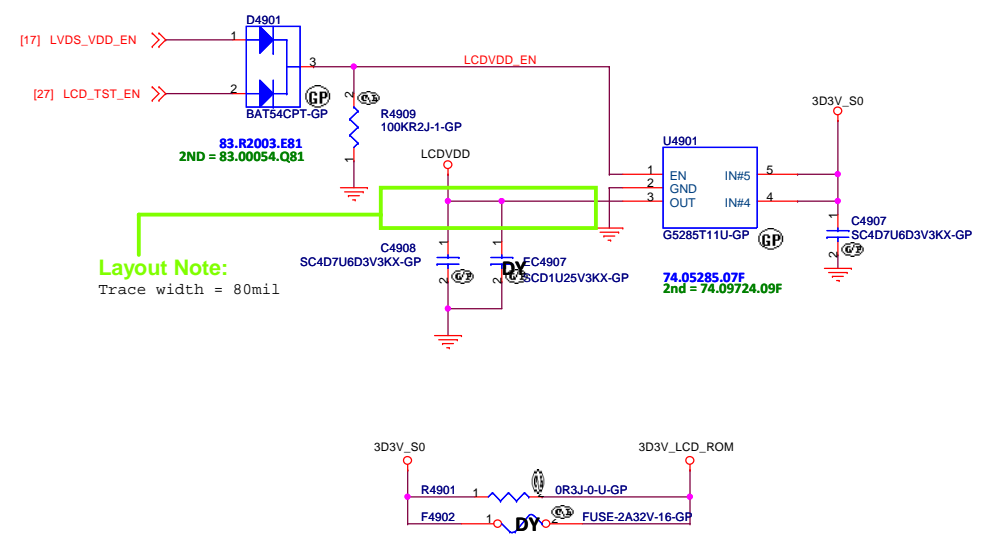 D4901
[17] LVDS_VDD_EN
1
3
LCDVDD_EN
[27] LCD_TST_EN
2
GP
BAT54CPT-GP
83.R2003.E81
2ND = 83.00054.Q81
2
R4909
100KR2J-1-GP
1
LCDVDD
3D3V_S0
U4901
1 EN IN#5 5
2 GND
3 OUT IN#4 4
G5285T11U-GP
GP
74.05285.07F
2nd = 74.09724.09F
1
C4907
SC4D7U6D3V3KX-GP
2
Layout Note:
Trace width = 80mil
1
C4908
SC4D7U6D3V3KX-GP
2
1
DY
EC4907
SCD1U25V3KX-GP
2
3D3V_S0
3D3V_LCD_ROM
R4901 1 0R3J-0-U-GP
F4902 1 DY 2 FUSE-2A32V-16-GP